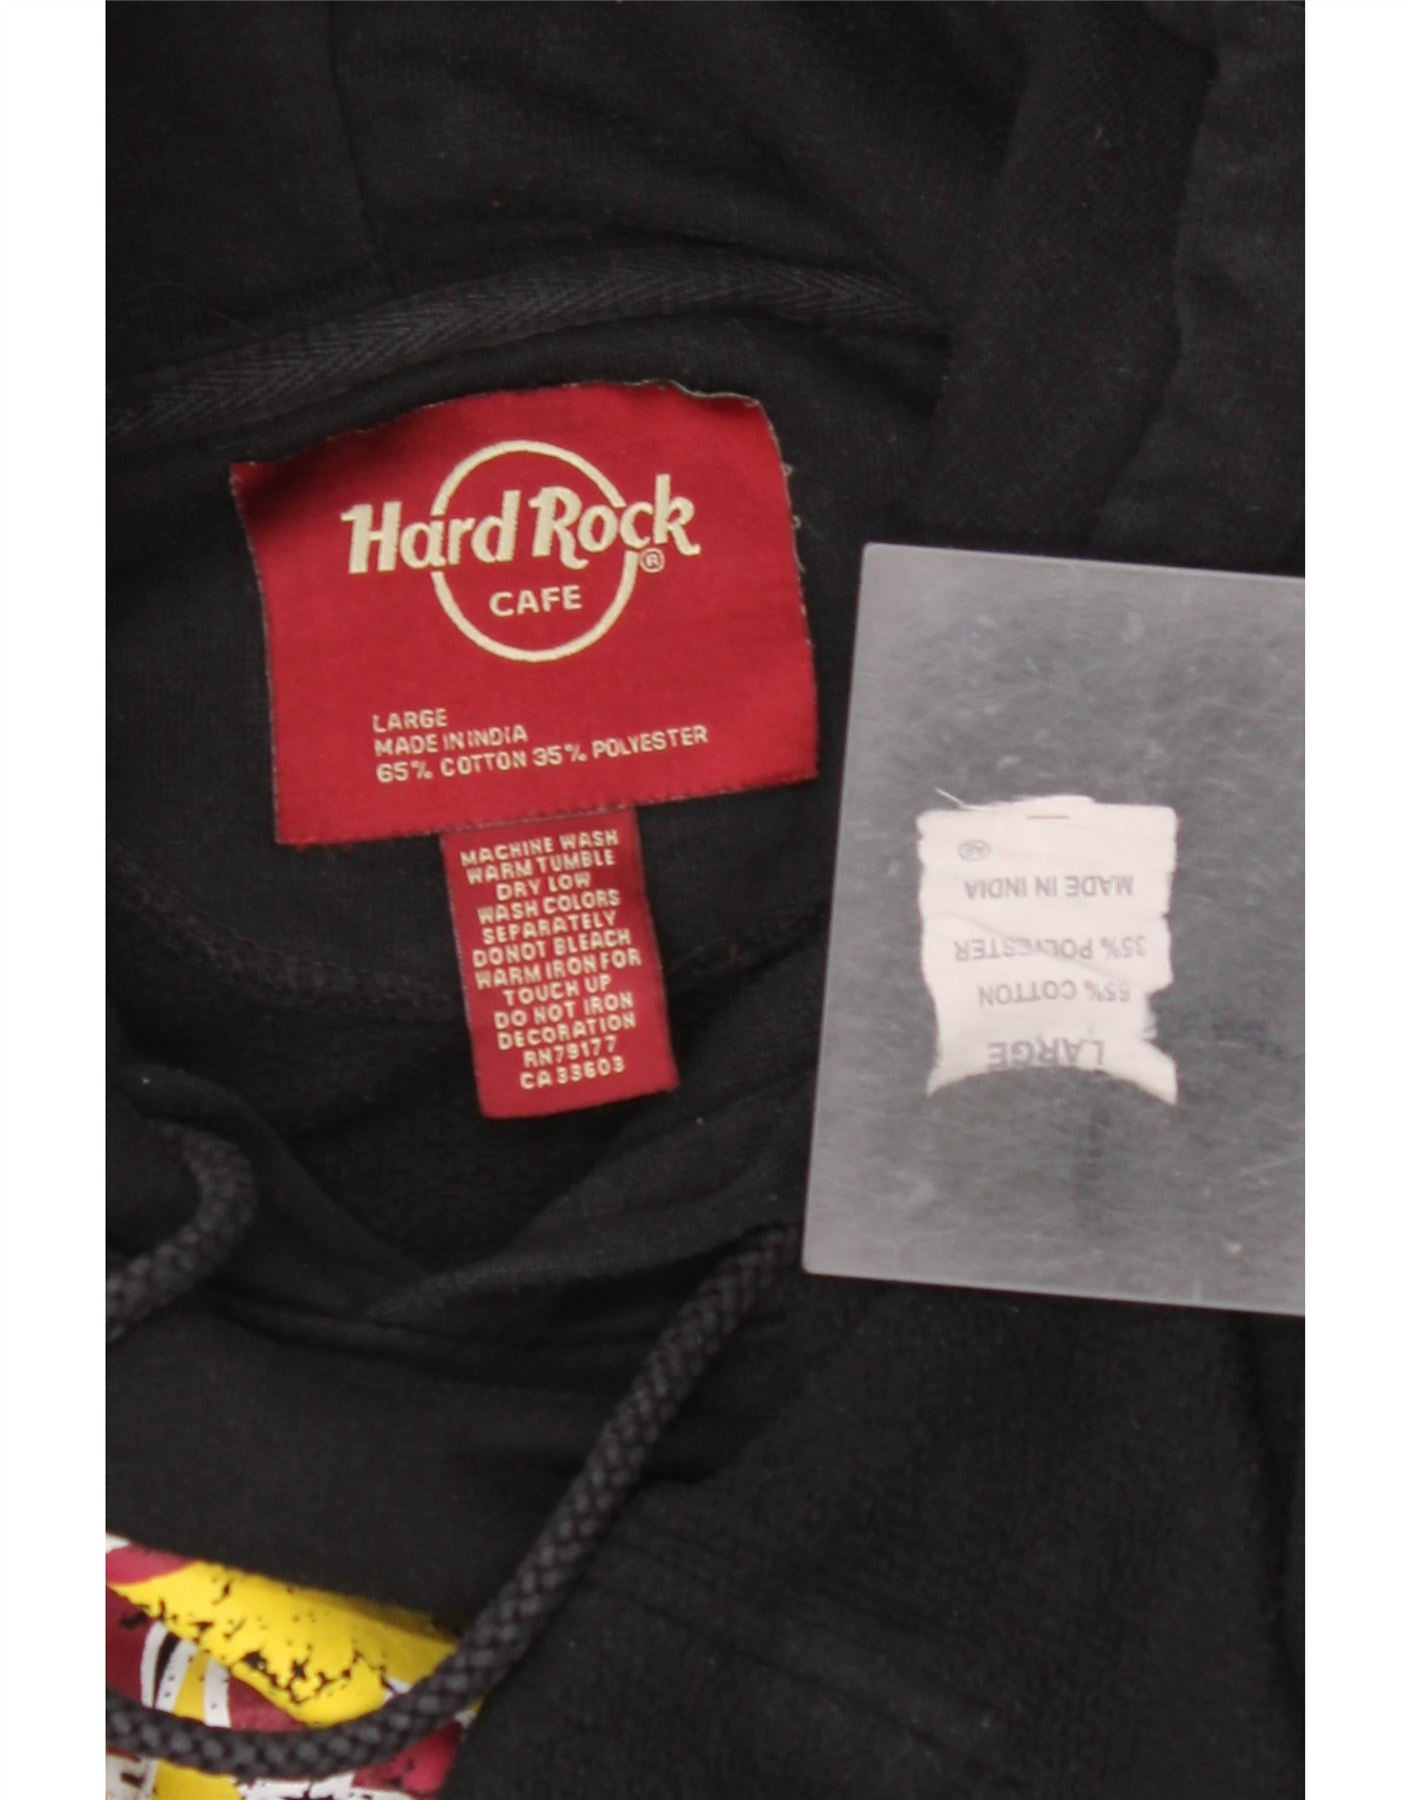 Hard Rock
®
CAFE
LARGE
MADE IN INDIA
65% COTTON 35% POLYESTER
MACHINE WASH
WARM TUMBLE
DRY LOW
WASH COLORS
SEPARATELY
DONOT BLEACH
WARM IRON FOR
TOUCH UP
DO NOT IRON
DECORATION
RN79177
CA 33603
LARGE
65% COTTON
35% POLYESTER
MADE IN INDIA